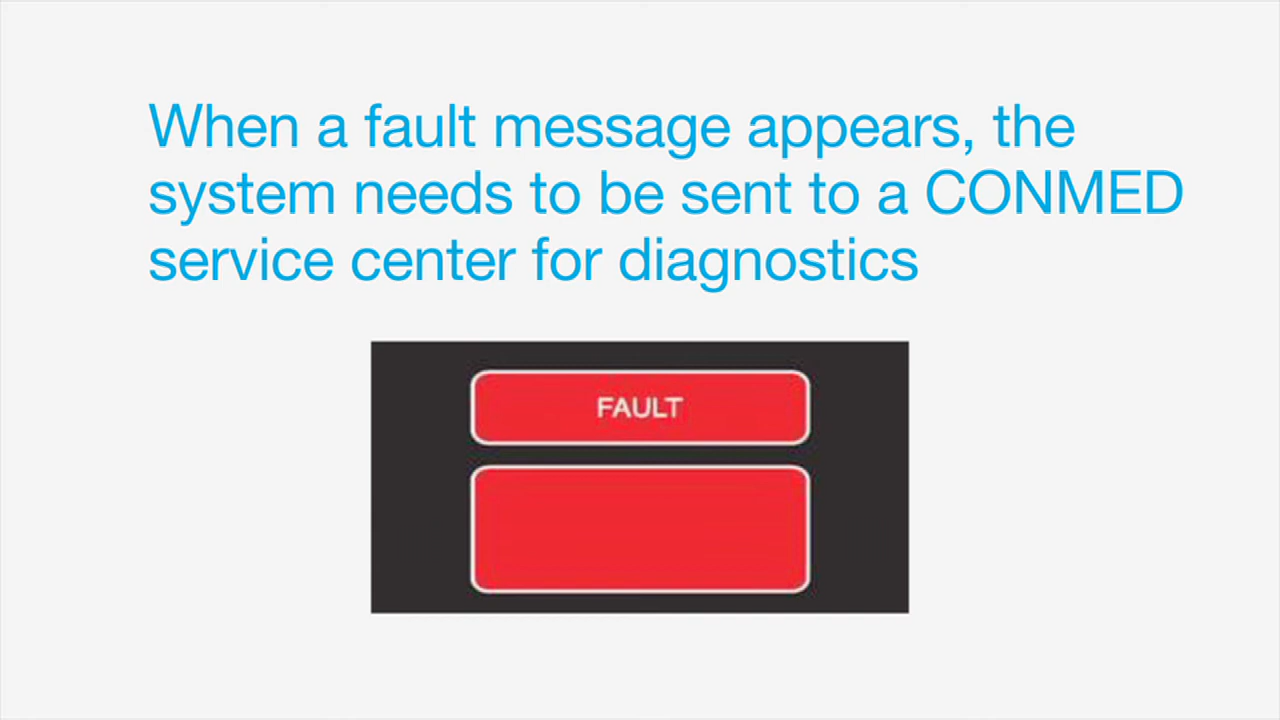 When a fault message appears, the
system needs to be sent to a CONMED
service center for diagnostics
FAULT